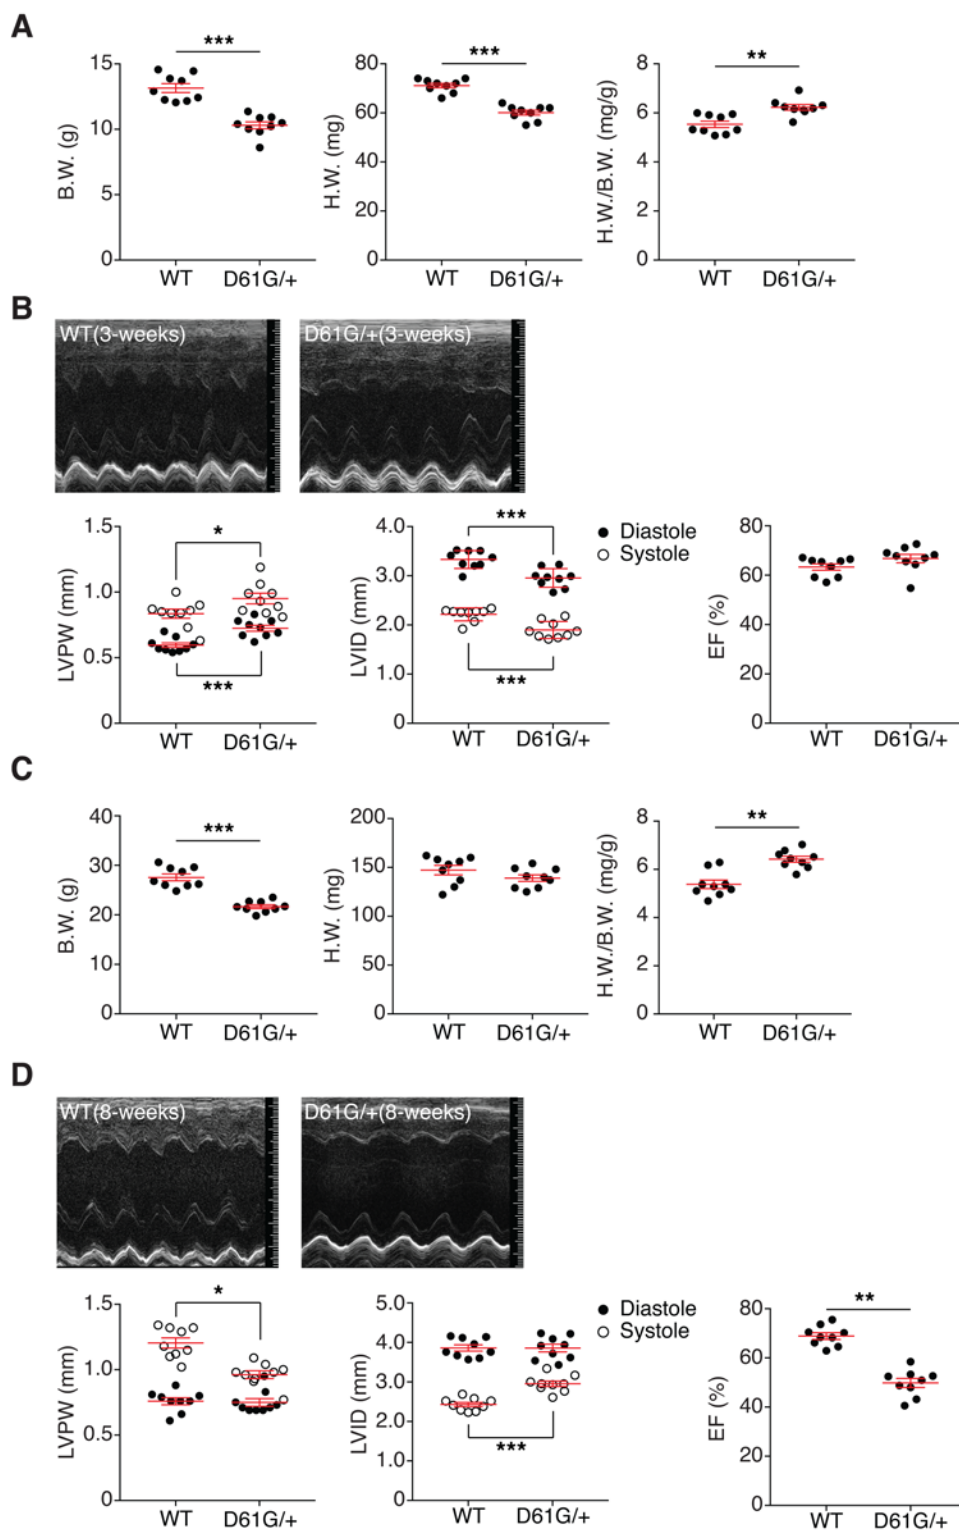 A
*** *** **
15 80 8
10 60 6
5 40 4
0 20 2
0 0
B.W. (g) H.W. (mg) H.W./B.W. (mg/g)
WT D61G/+ WT D61G/+ WT D61G/+
B
WT(3-weeks) D61G/+(3-weeks)
1.5 4.0 80
1.0 3.0 60
0.5 2.0 40
0 1.0 20
0 0
* *** Diastole
Systole
*** ***
LVPW (mm) LVID (mm) EF (%)
WT D61G/+ WT D61G/+ WT D61G/+
C
*** **
40 200 8
30 150 6
20 100 4
10 50 2
0 0 0
B.W. (g) H.W. (mg) H.W./B.W. (mg/g)
WT D61G/+ WT D61G/+ WT D61G/+
D
WT(8-weeks) D61G/+(8-weeks)
1.5 5.0 80
1.0 4.0 60
0.5 3.0 40
0 2.0 20
1.0 0
0
* Diastole **
Systole
***
LVPW (mm) LVID (mm) EF (%)
WT D61G/+ WT D61G/+ WT D61G/+